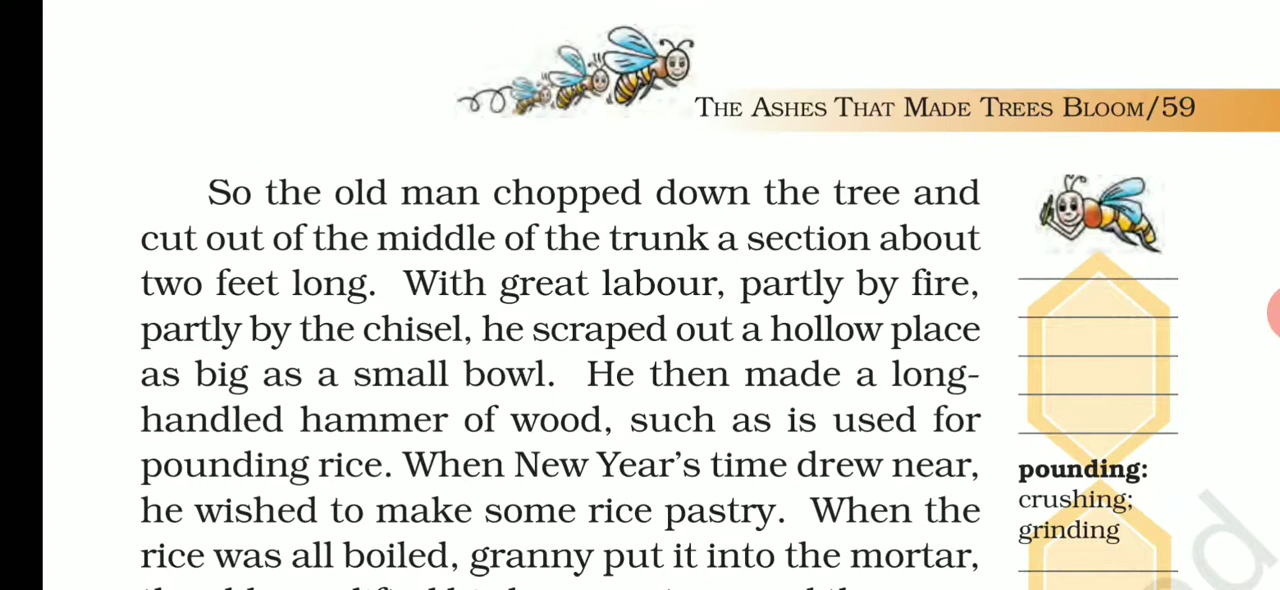 THE ASHES THAT MADE TREES BLOOM/59
So the old man chopped down the tree and
cut out of the middle of the trunk a section about
two feet long. With great labour, partly by fire,
partly by the chisel, he scraped out a hollow place
as big as a small bowl. He then made a long-
handled hammer of wood, such as is used for
pounding rice. When New Year's time drew near,
he wished to make some rice pastry. When the
rice was all boiled, granny put it into the mortar,
pounding:
crushing;
grinding